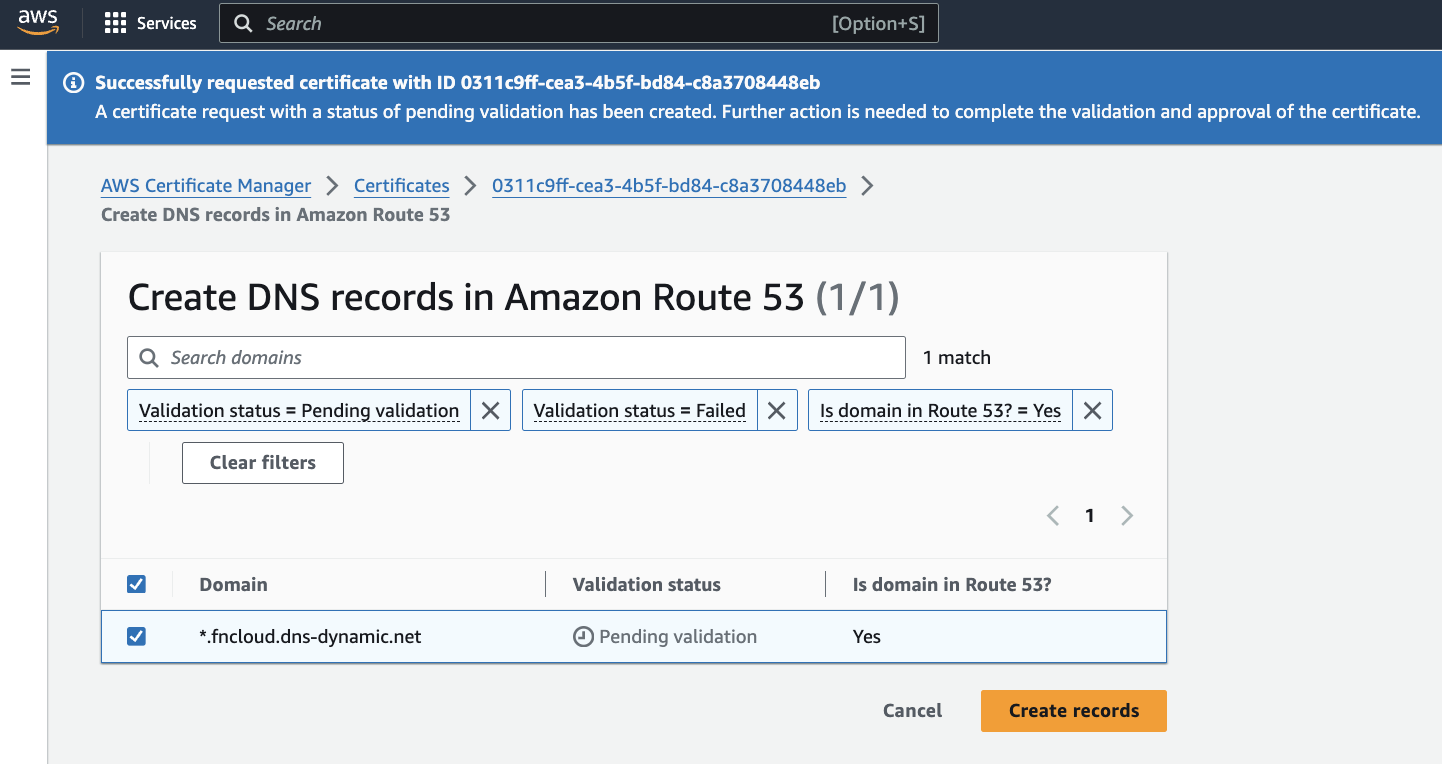 aws
Services
Search
[Option+S]
Successfully requested certificate with ID 0311c9ff-cea3-4b5f-bd84-c8a3708448eb
A certificate request with a status of pending validation has been created. Further action is needed to complete the validation and approval of the certificate.
AWS Certificate Manager > Certificates > 0311c9ff-cea3-4b5f-bd84-c8a3708448eb >
Create DNS records in Amazon Route 53
Create DNS records in Amazon Route 53 (1/1)
Search domains
1 match
Validation status = Pending validation
Validation status = Failed
Is domain in Route 53? = Yes
Clear filters
1
Domain
Validation status
Is domain in Route 53?
*.fncloud.dns-dynamic.net
Pending validation
Yes
Cancel
Create records